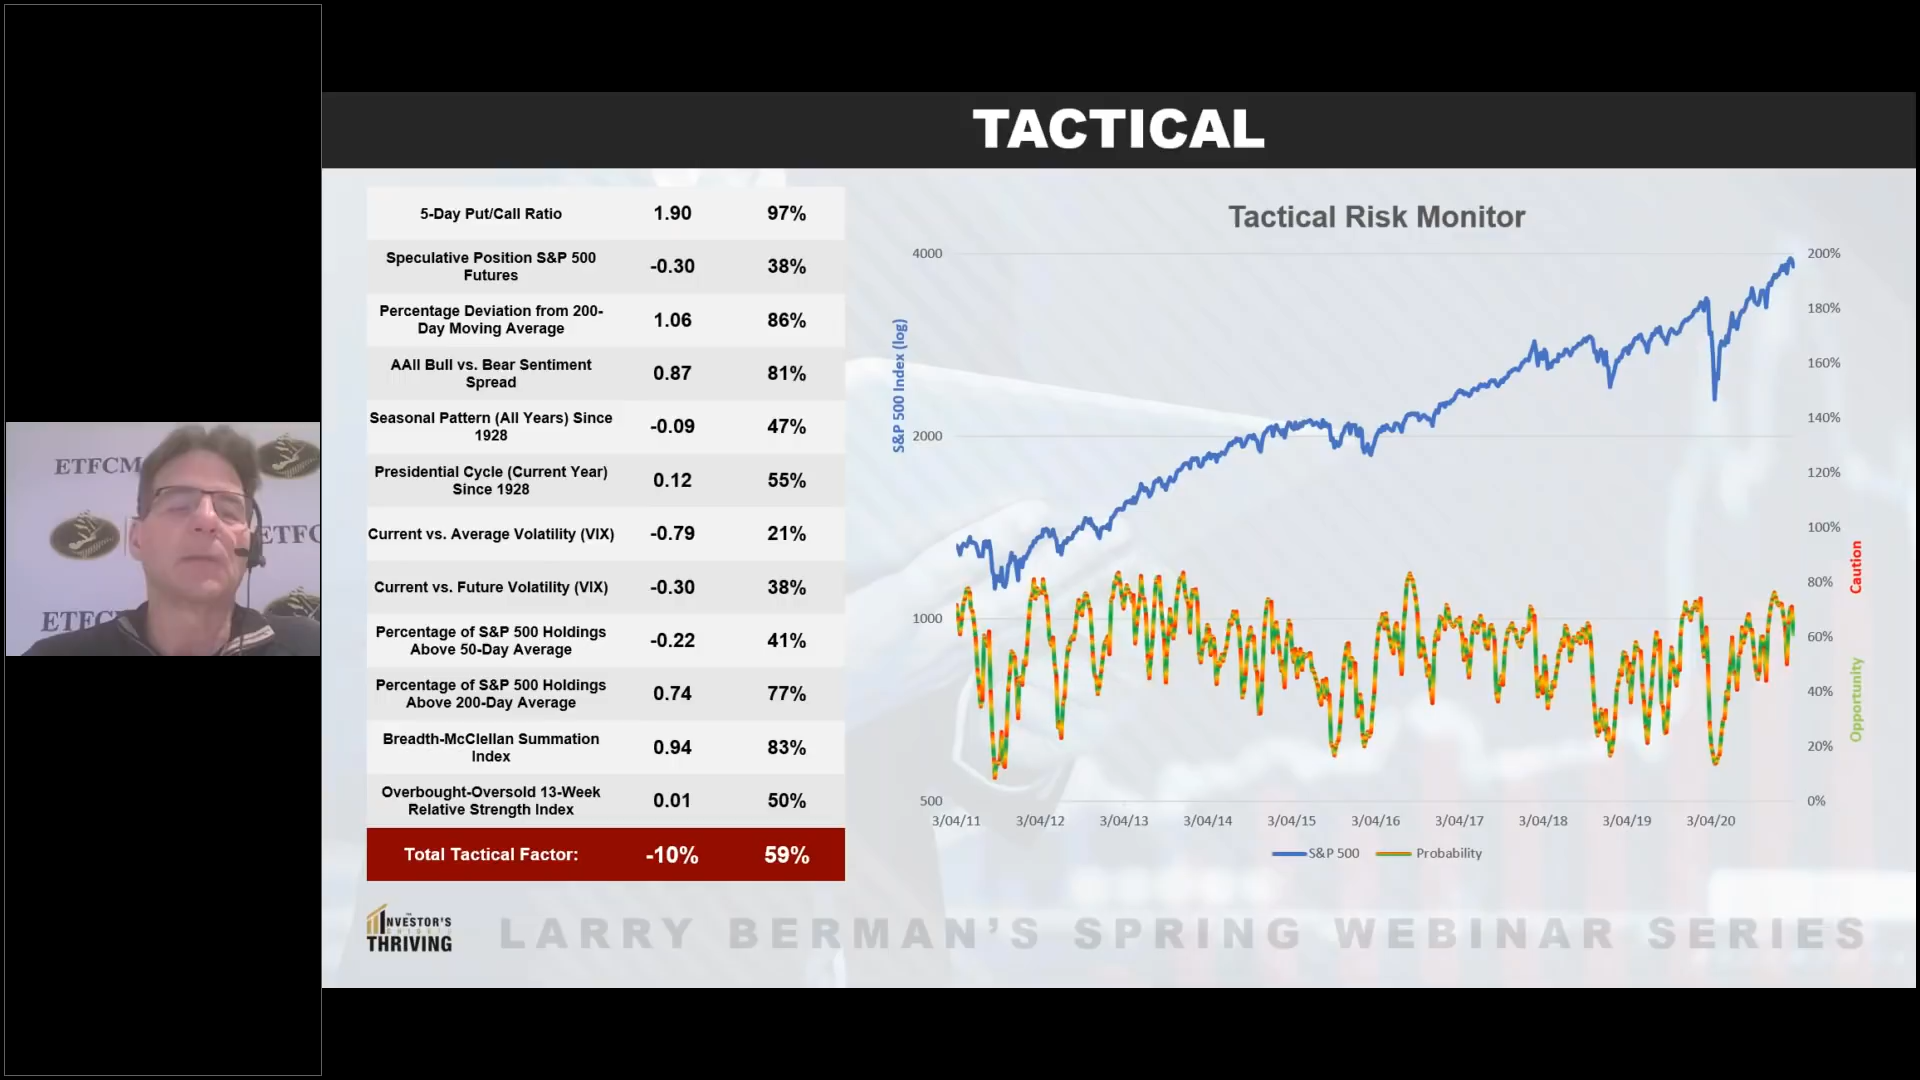 TACTICAL
5-Day Put/Call Ratio 1.90 97%
Speculative Position S&P 500
Futures -0.30 38%
Percentage Deviation from 200-
Day Moving Average 1.06 86%
AAII Bull vs. Bear Sentiment
Spread 0.87 81%
Seasonal Pattern (All Years) Since
1928 -0.09 47%
Presidential Cycle (Current Year)
Since 1928 0.12 55%
Current vs. Average Volatility (VIX) -0.79 21%
Current vs. Future Volatility (VIX) -0.30 38%
Percentage of S&P 500 Holdings
Above 50-Day Average -0.22 41%
Percentage of S&P 500 Holdings
Above 200-Day Average 0.74 77%
Breadth-McClellan Summation
Index 0.94 83%
Overbought-Oversold 13-Week
Relative Strength Index 0.01 50%
Total Tactical Factor: -10% 59%
Tactical Risk Monitor
S&P 500 Index (log)
4000
2000
1000
500
200%
180%
160%
140%
120%
100%
80%
60%
40%
20%
0%
Caution
Opportunity
3/04/11 3/04/12 3/04/13 3/04/14 3/04/15 3/04/16 3/04/17 3/04/18 3/04/19 3/04/20
S&P 500 Probability
INVESTOR'S
THRIVING
LARRY BERMAN'S SPRING WEBINAR SERIES
ETFCM
ETFC
ETFC